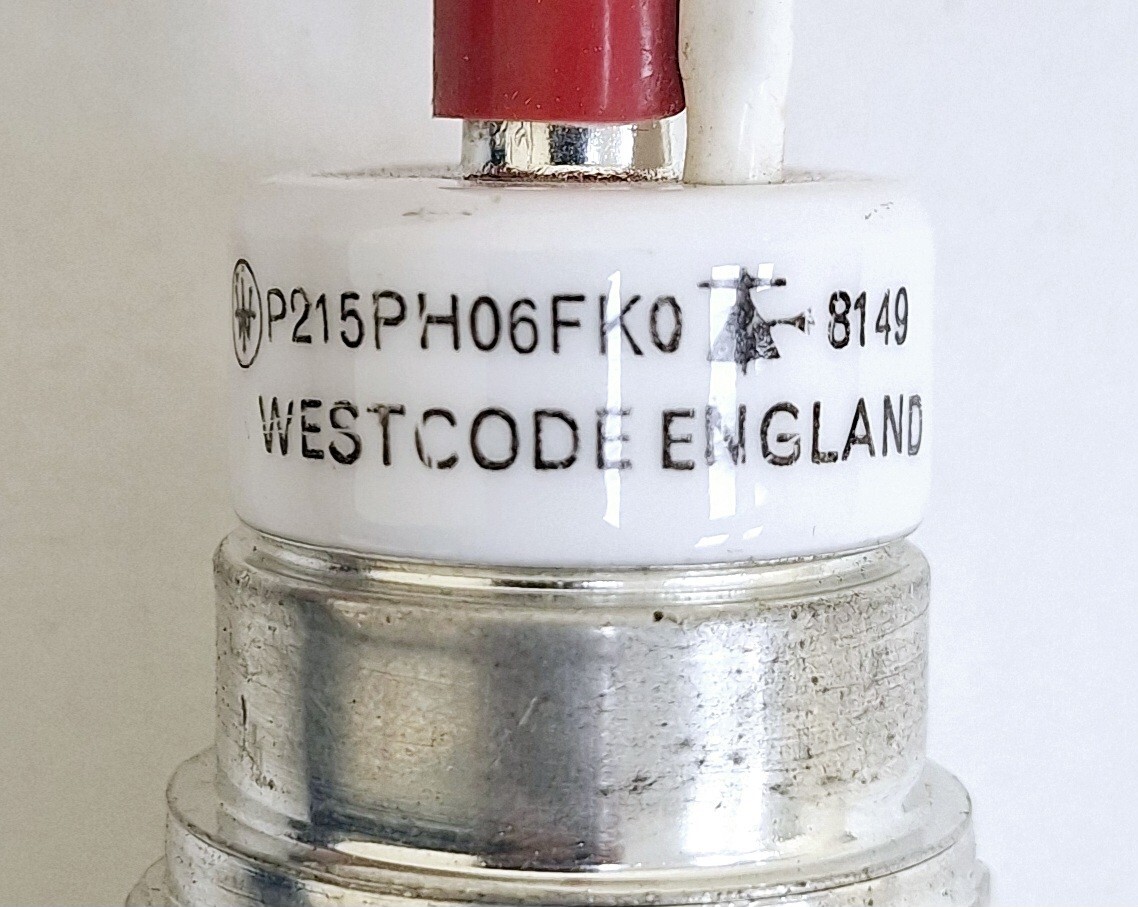 W P215PH06FK0 8149
WESTCODE ENGLAND